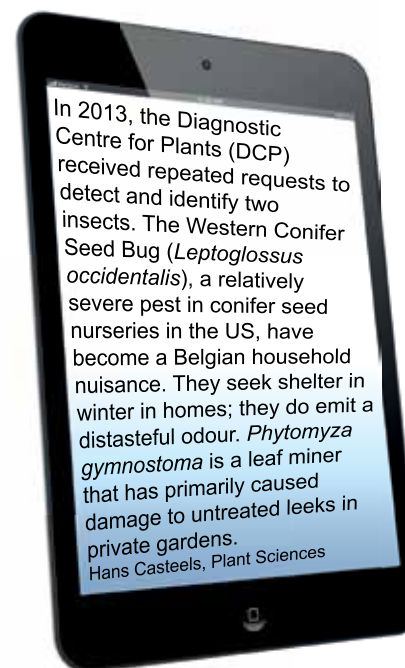 In 2013, the Diagnostic
Centre for Plants (DCP)
received repeated requests to
detect and identify two
insects. The Western Conifer
Seed Bug (Leptoglossus
occidentalis), a relatively
severe pest in conifer seed
nurseries in the US, have
become a Belgian household
nuisance. They seek shelter in
winter in homes; they do emit a
distasteful odour. Phytomyza
gymnostoma is a leaf miner
that has primarily caused
damage to untreated leeks in
private gardens.
Hans Casteels, Plant Sciences